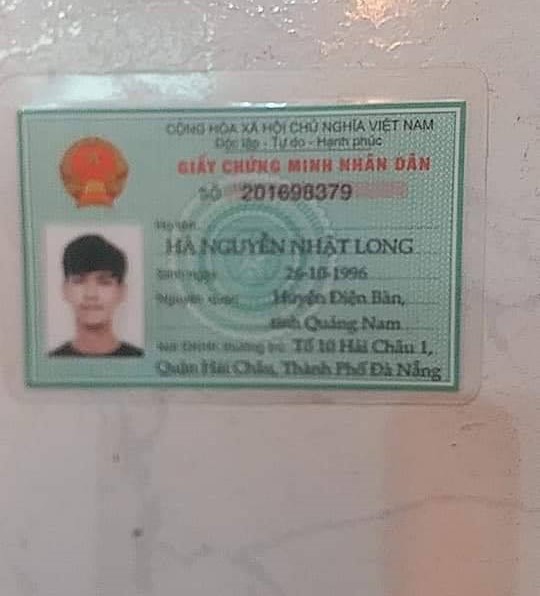 CỘNG HÒA XÃ HỘI CHỦ NGHĨA VIỆT NAM
Độc lập - Tự do - Hạnh phúc
GIẤY CHỨNG MINH NHÂN DÂN
SỐ 201698379
Họ tên
HÀ NGUYỄN NHẬT LONG
Sinh ngày 26-10-1996
Nguyên quán Huyện Điện Bàn,
tỉnh Quảng Nam
Nơi ĐKHK thường trú Tổ 10 Hải Châu 1,
Quận Hải Châu, Thành Phố Đà Nẵng